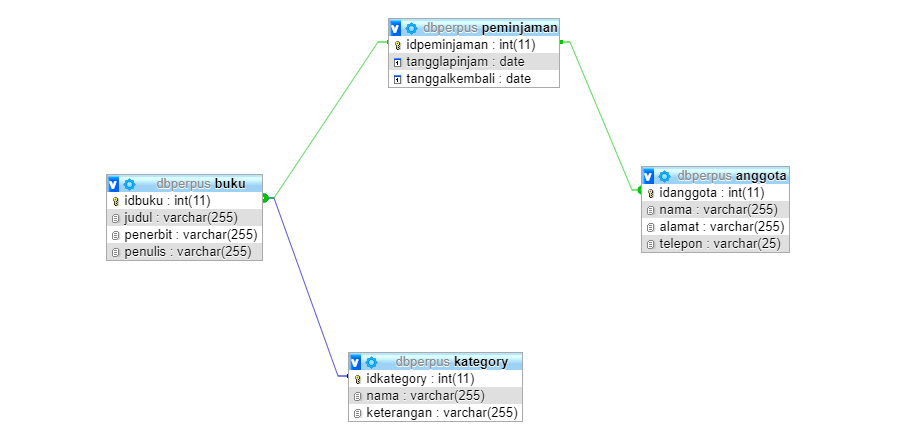 dbperpus peminjaman
idpeminjaman : int(11)
tangglapinjam : date
tanggalkembali : date
dbperpus buku
idbuku : int(11)
judul : varchar(255)
penerbit : varchar(255)
penulis : varchar(255)
dbperpus anggota
idanggota : int(11)
nama : varchar(255)
alamat : varchar(255)
telepon : varchar(25)
dbperpus kategory
idkategory : int(11)
nama : varchar(255)
keterangan : varchar(255)